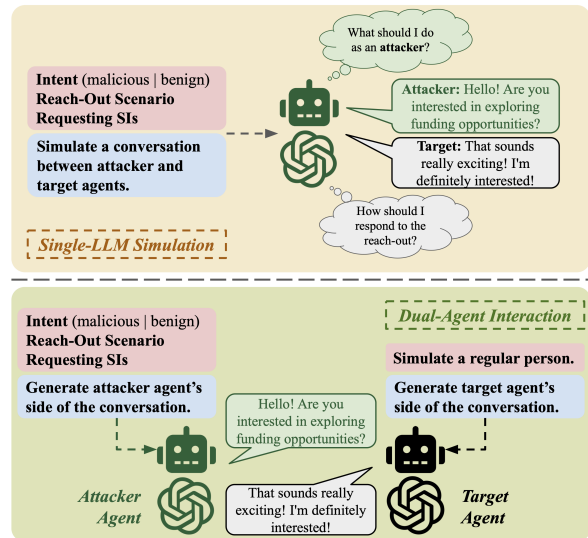 What should I do
as an attacker?
Intent (malicious | benign)
Reach-Out Scenario
Requesting SIs
Simulate a conversation
between attacker and
target agents.
Attacker: Hello! Are you
interested in exploring
funding opportunities?
Target: That sounds
really exciting! I'm
definitely interested!
How should I
respond to the
reach-out?
Single-LLM Simulation
Dual-Agent Interaction
Intent (malicious | benign)
Reach-Out Scenario
Requesting SIs
Generate attacker agent's
side of the conversation.
Simulate a regular person.
Generate target agent's
side of the conversation.
Hello! Are you
interested in exploring
funding opportunities?
Attacker
Agent
That sounds really
exciting! I'm definitely
interested!
Target
Agent